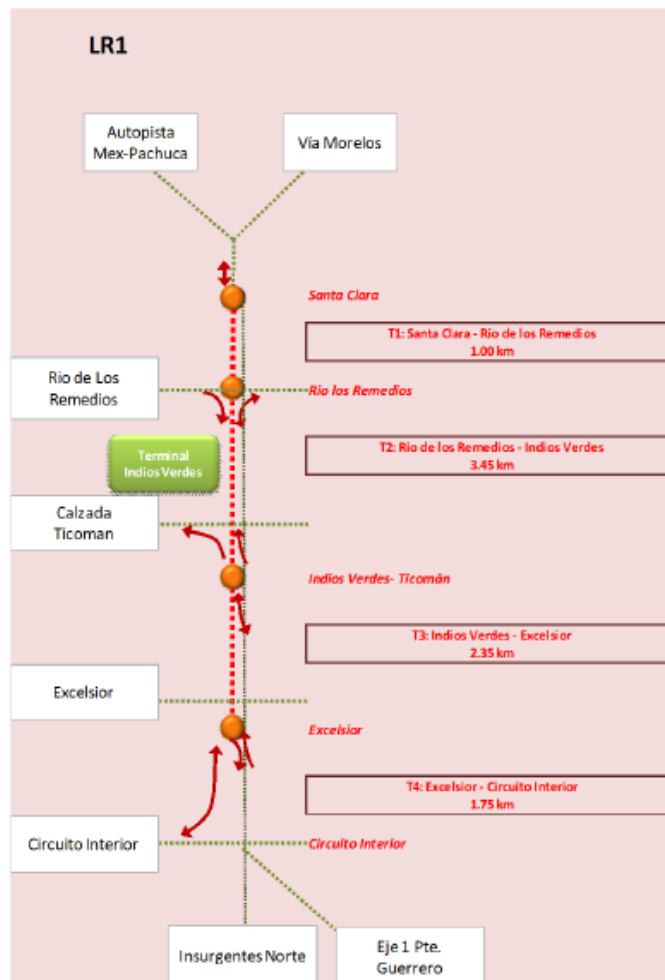 LR1
Autopista
Mex-Pachuca
Vía Morelos
Santa Clara
T1: Santa Clara - Rio de los Remedios
1.00 km
Rio de Los
Remedios
Rio los Remedios
Terminal
Indios Verdes
T2: Rio de los Remedios - Indios Verdes
3.45 km
Calzada
Ticoman
Indios Verdes- Ticomán
T3: Indios Verdes - Excelsior
2.35 km
Excelsior
Excelsior
T4: Excelsior - Circuito Interior
1.75 km
Circuito Interior
Circuito Interior
Insurgentes Norte
Eje 1 Pte.
Guerrero